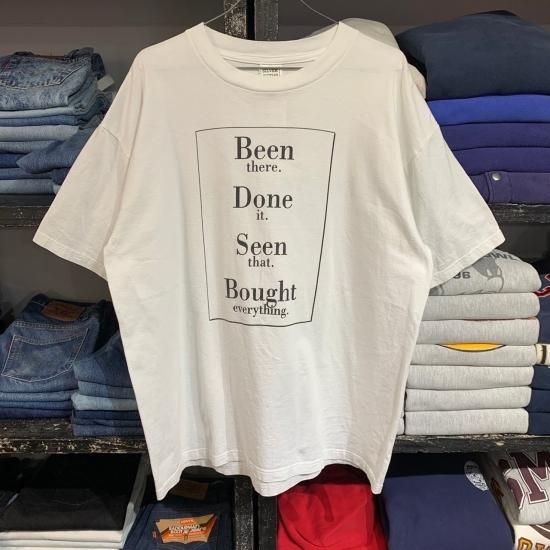 Been
there.
Done
it.
Seen
that.
Bought
everything.